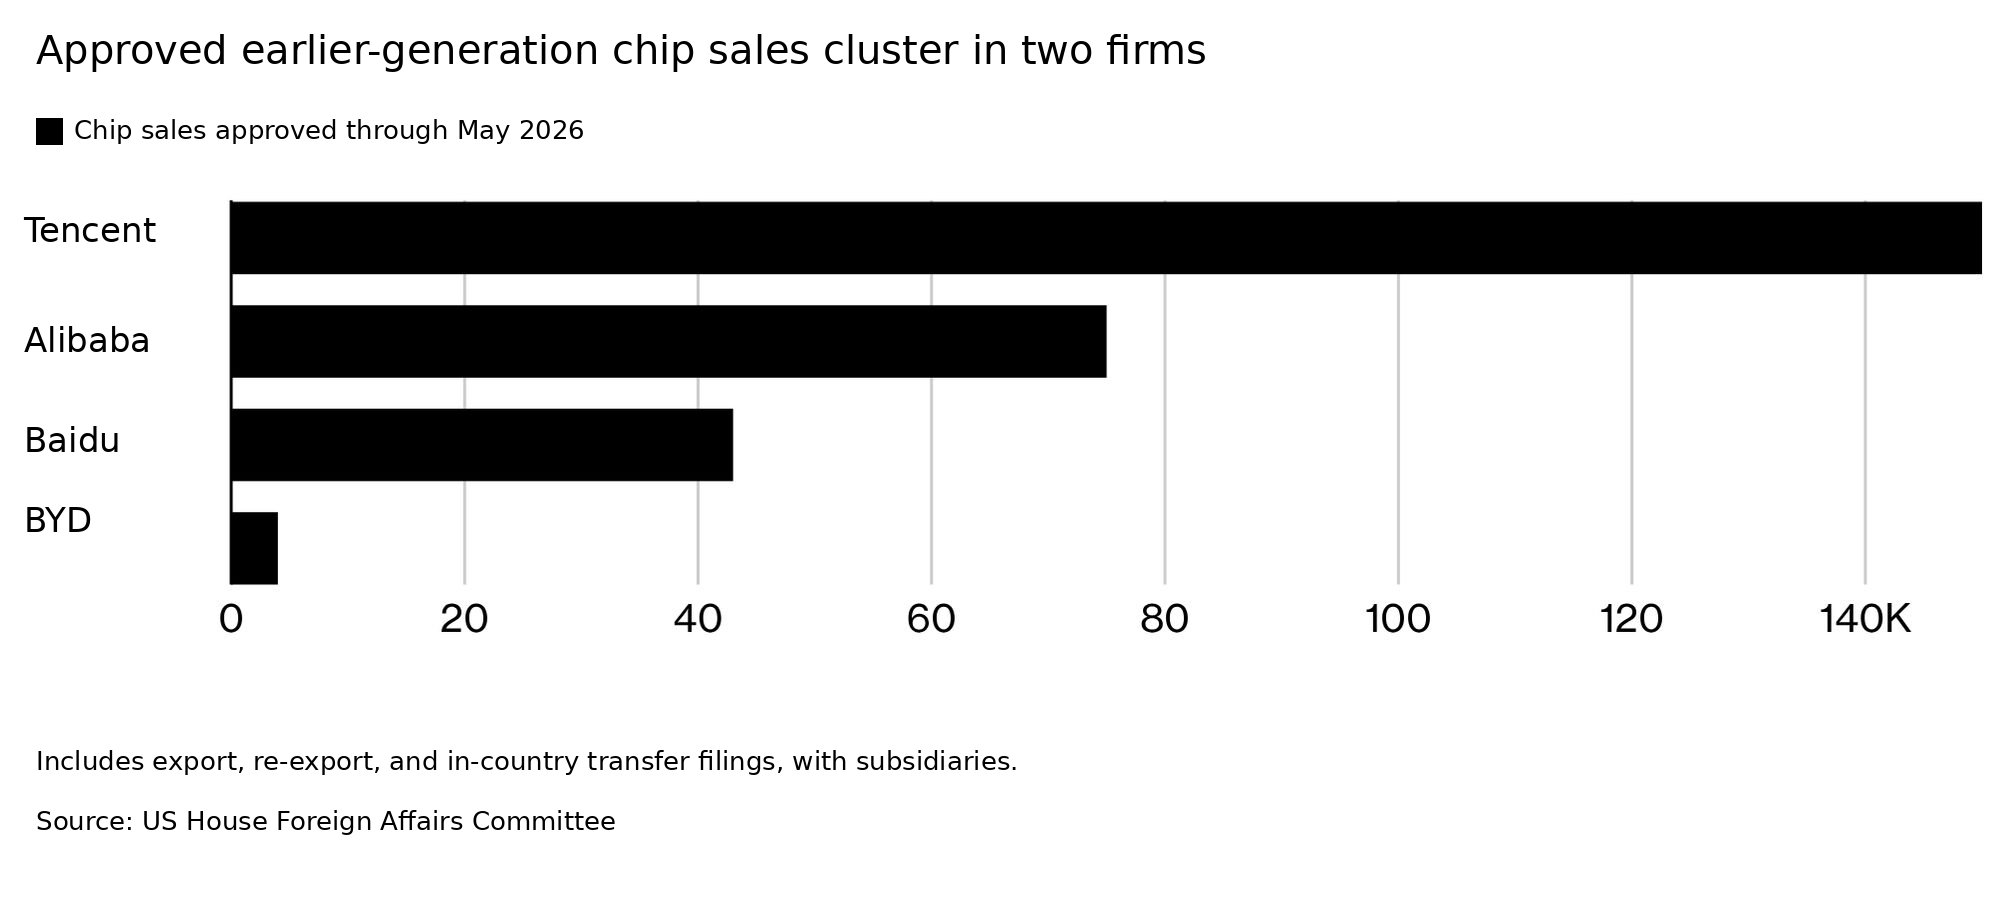 Approved earlier-generation chip sales cluster in two firms
Chip sales approved through May 2026
Tencent
Alibaba
Baidu
BYD
0 20 40 60 80 100 120 140K
Includes export, re-export, and in-country transfer filings, with subsidiaries.
Source: US House Foreign Affairs Committee